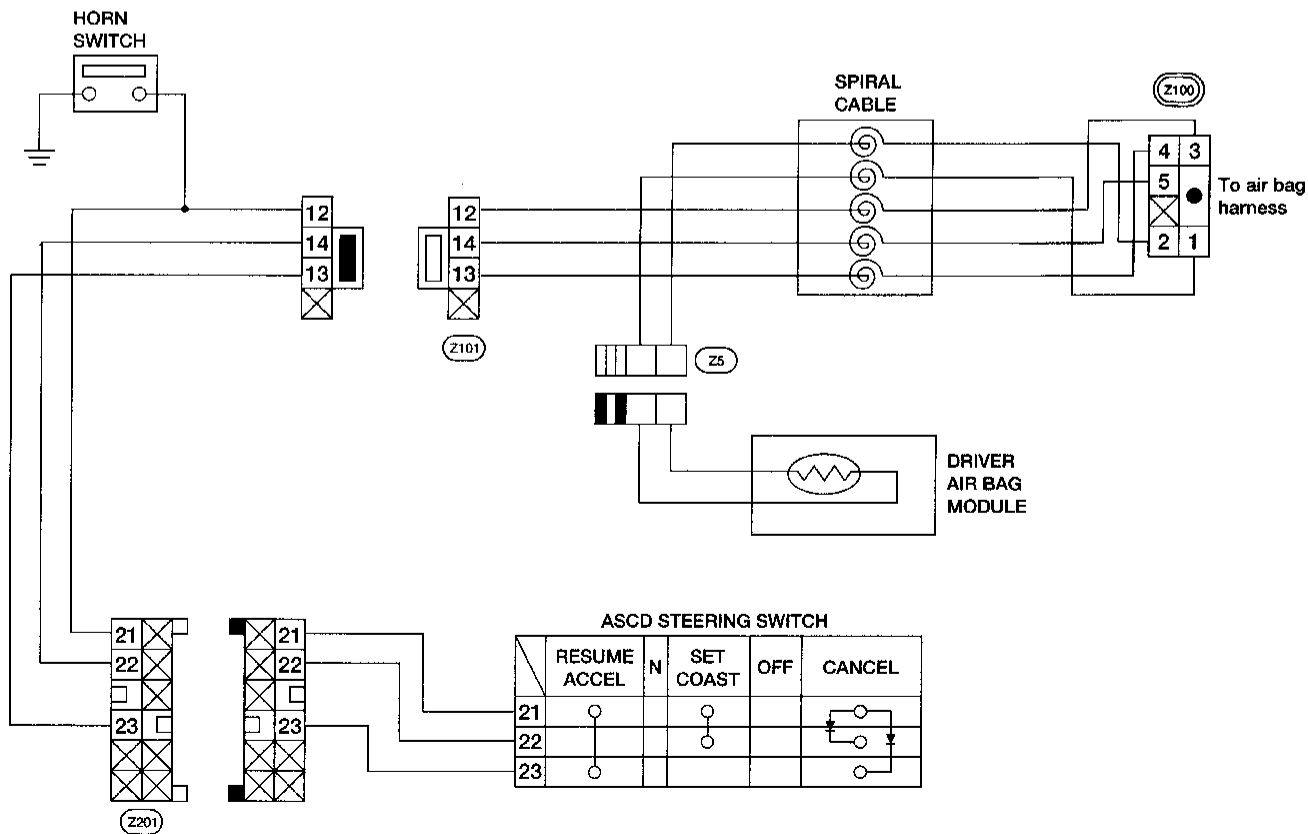 HORN
SWITCH
SPIRAL
CABLE
Z100
4 3
5
2 1
To air bag
harness
12
14
13
12
14
13
Z101
Z5
DRIVER
AIR BAG
MODULE
21
22
23
21
22
23
Z201
ASCD STEERING SWITCH
RESUME
ACCEL
N
SET
COAST
OFF
CANCEL
21
22
23